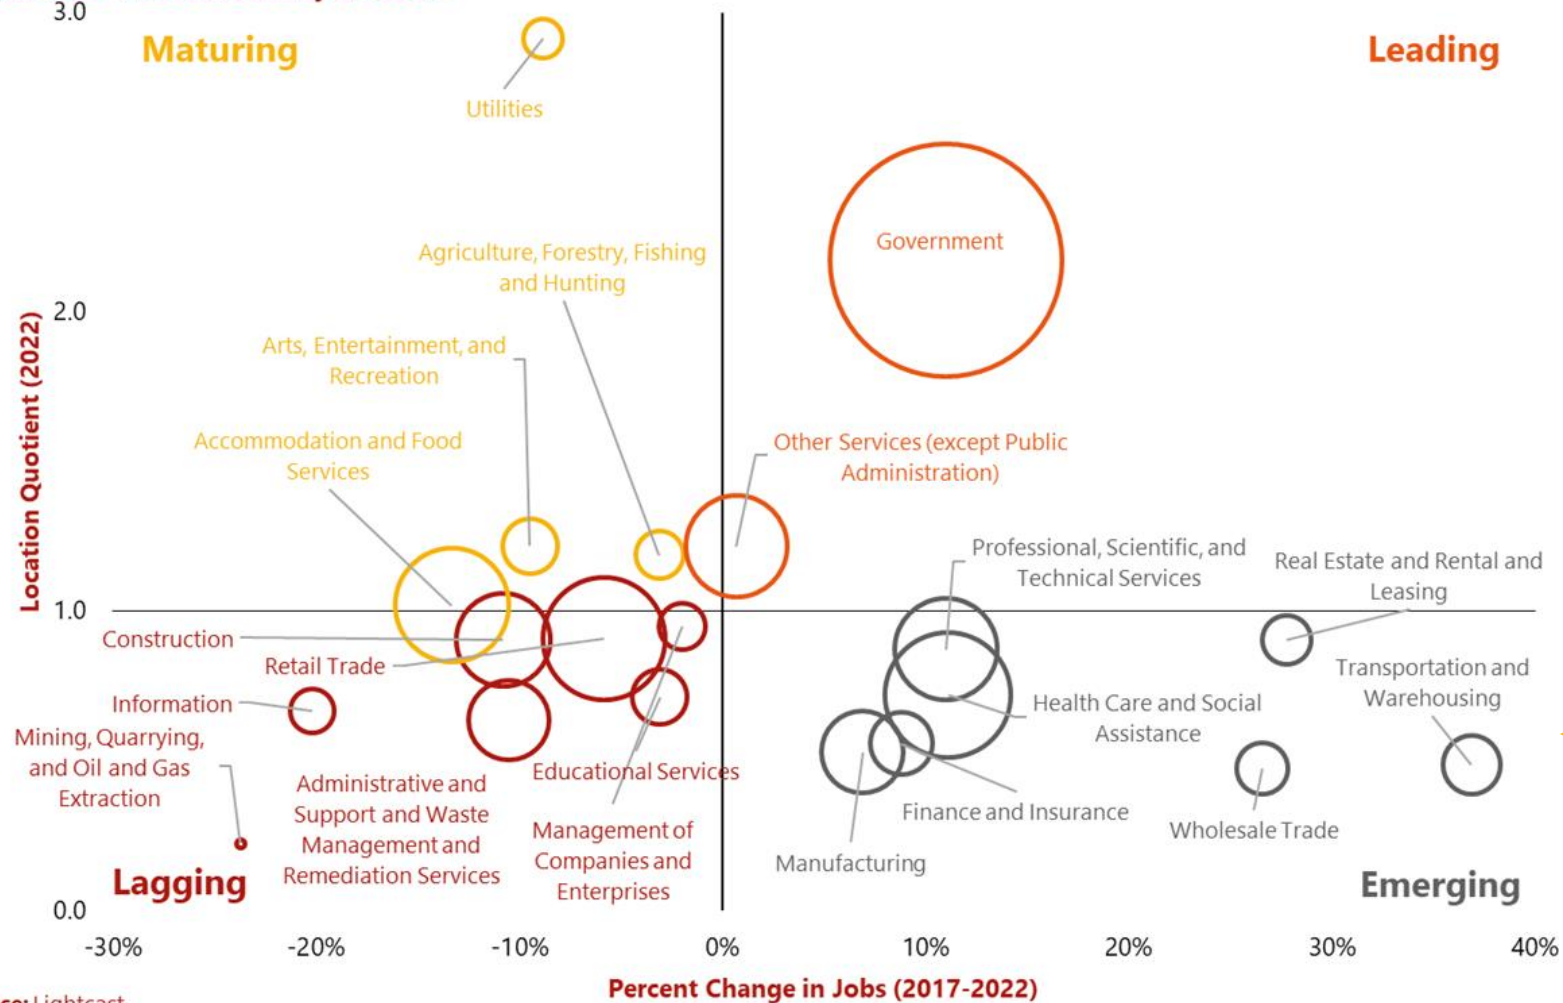 3.0
Maturing
Leading
Utilities
Government
Agriculture, Forestry, Fishing
and Hunting
2.0
Arts, Entertainment, and
Recreation
Location Quotient (2022)
Accommodation and Food
Services
Other Services (except Public
Administration)
Professional, Scientific, and
Technical Services
Real Estate and Rental and
Leasing
1.0
Construction
Retail Trade
Information
Transportation and
Warehousing
Health Care and Social
Assistance
Mining, Quarrying,
and Oil and Gas
Extraction
Administrative and
Support and Waste
Management and
Remediation Services
Educational Services
Management of
Companies and
Enterprises
Finance and Insurance
Wholesale Trade
Manufacturing
Lagging
Emerging
0.0
-30%
-20%
-10%
0%
10%
20%
30%
40%
Percent Change in Jobs (2017-2022)
Lightcast